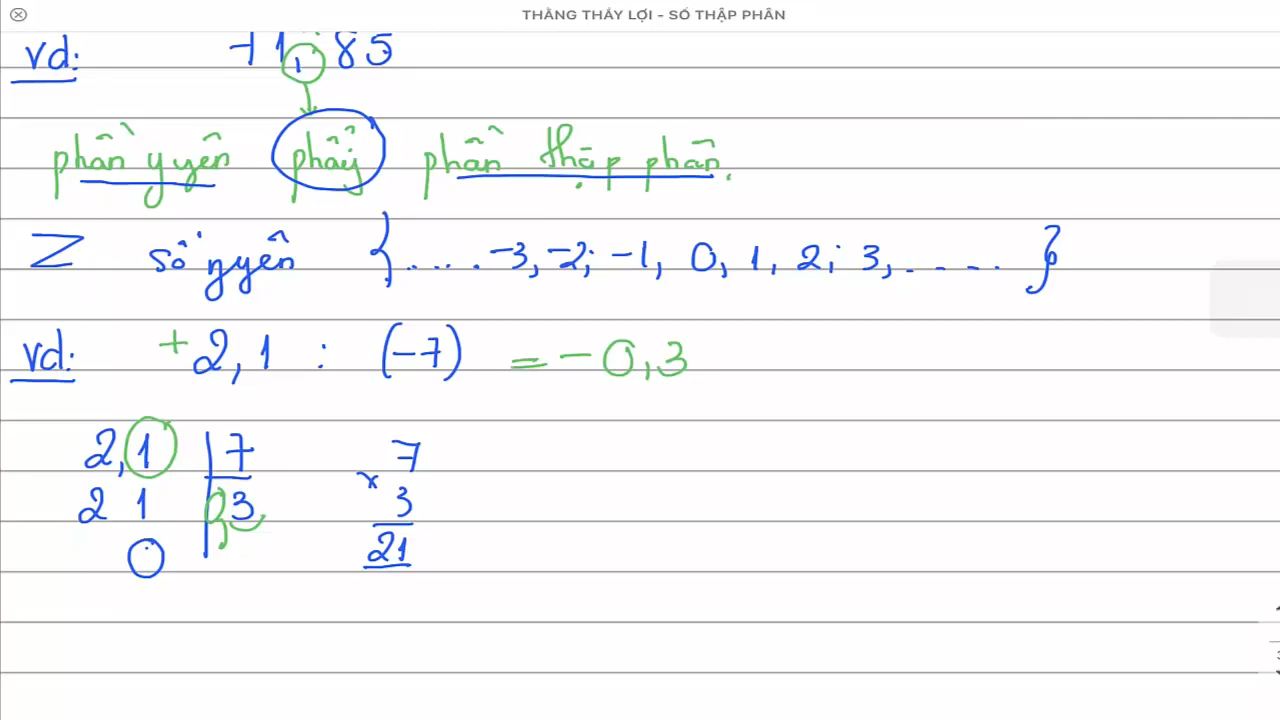 THẰNG THẦY LỢI - SỐ THẬP PHÂN
vd: 11,85
phần nguyên phẩy phần thập phân.
Z số nguyên {.... -3, -2; -1, 0, 1, 2; 3, .... }
vd: +2,1 : (-7) = -0,3
2,1 7 7
21 3 x 3
0 21